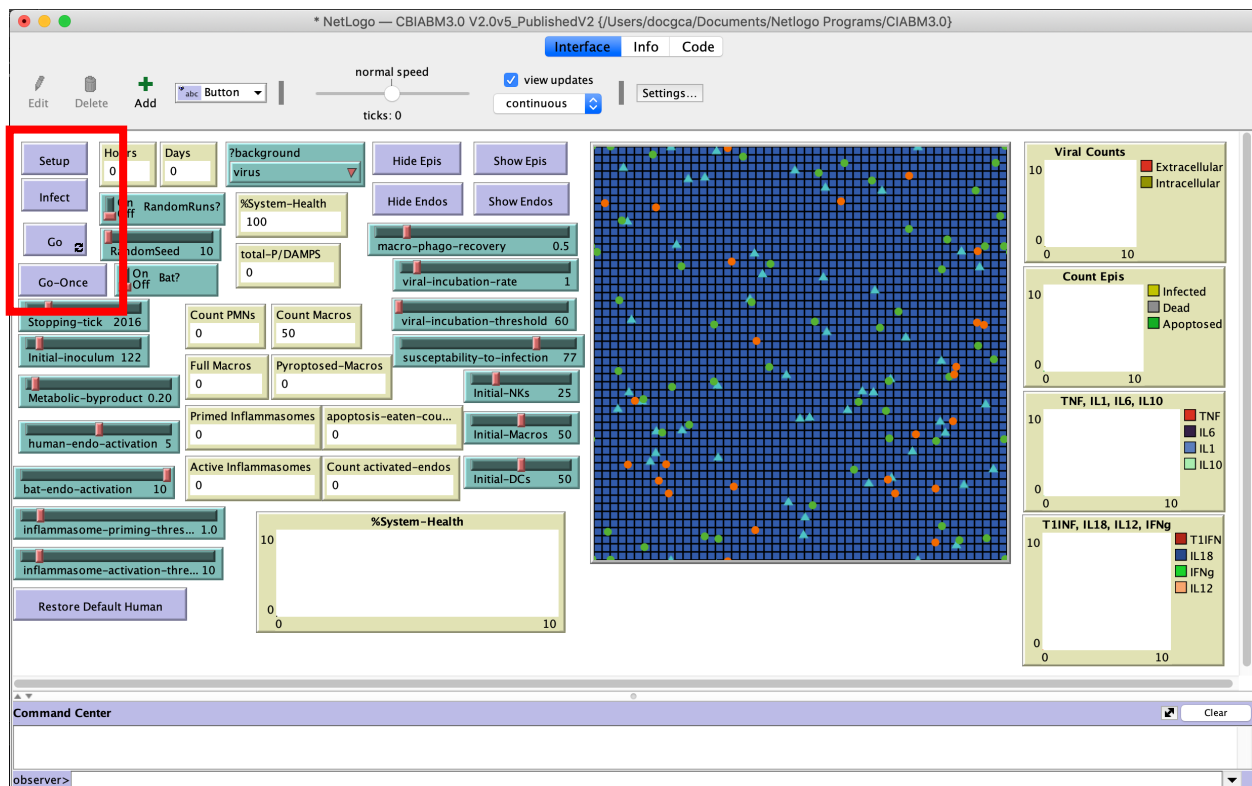 * NetLogo — CBIABM3.0 V2.0v5_PublishedV2 {/Users/docgca/Documents/Netlogo Programs/CIABM3.0}
Interface Info Code
Edit Delete Add abc Button normal speed view updates
continuous Settings...
ticks: 0
Setup
Infect
Go
Go-Once
Hours
0
Days
0
?background
virus
Hide Epis
Show Epis
Hide Endos
Show Endos
On
Off RandomRuns?
%System-Health
100
RandomSeed 10
total-P/DAMPS
0
On
Off Bat?
macro-phago-recovery 0.5
viral-incubation-rate 1
viral-incubation-threshold 60
susceptability-to-infection 77
Stopping-tick 2016
Initial-inoculum 122
Metabolic-byproduct 0.20
human-endo-activation 5
bat-endo-activation 10
inflammasome-priming-thres... 1.0
inflammasome-activation-thre... 10
Restore Default Human
Count PMNs
0
Count Macros
50
Full Macros
0
Pyroptosed-Macros
0
Primed Inflammasomes
0
apoptosis-eaten-cou...
0
Active Inflammasomes
0
Count activated-endos
0
Initial-NKs 25
Initial-Macros 50
Initial-DCs 50
%System-Health
10
0
0 10
Viral Counts
10
0
0 10
Extracellular
Intracellular
Count Epis
10
0
0 10
Infected
Dead
Apoptosed
TNF, IL1, IL6, IL10
10
0
0 10
TNF
IL6
IL1
IL10
T1INF, IL18, IL12, IFNg
10
0
0 10
T1IFN
IL18
IFNg
IL12
Command Center
Clear
observer>